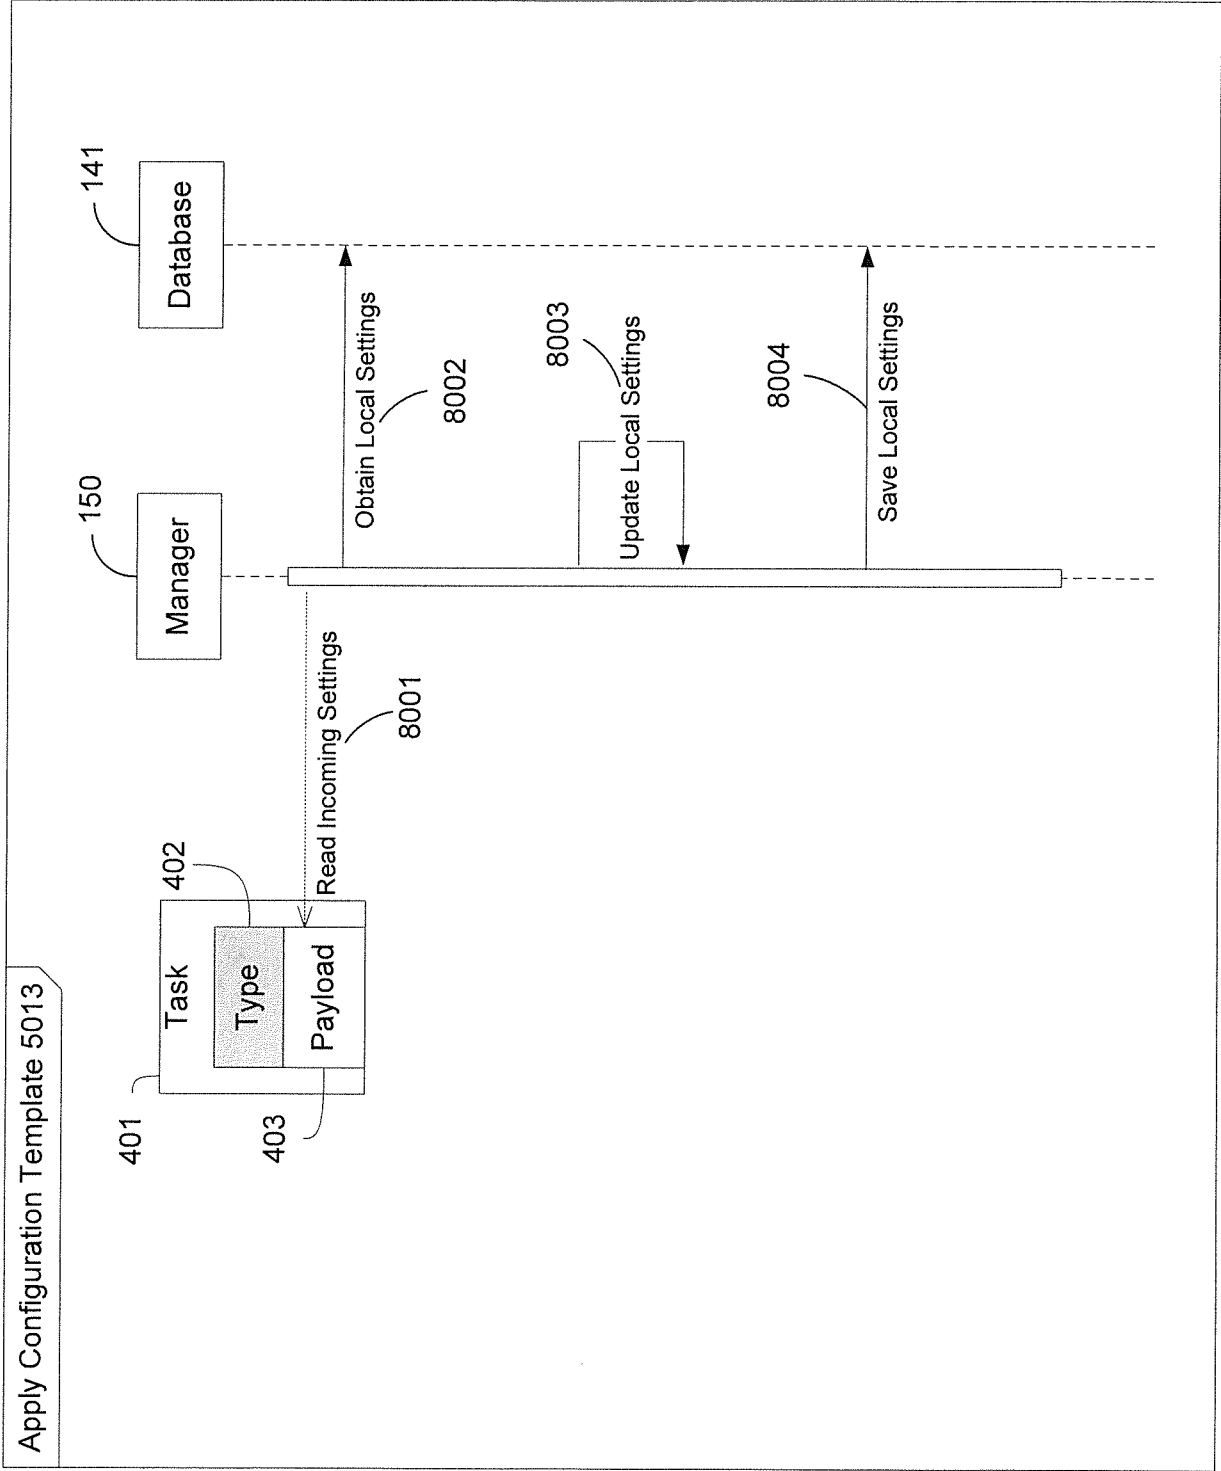 Apply Configuration Template 5013
401
Task
402
Type
403
Payload
150
Manager
141
Database
Read Incoming Settings
8001
Obtain Local Settings
8002
8003
Update Local Settings
8004
Save Local Settings